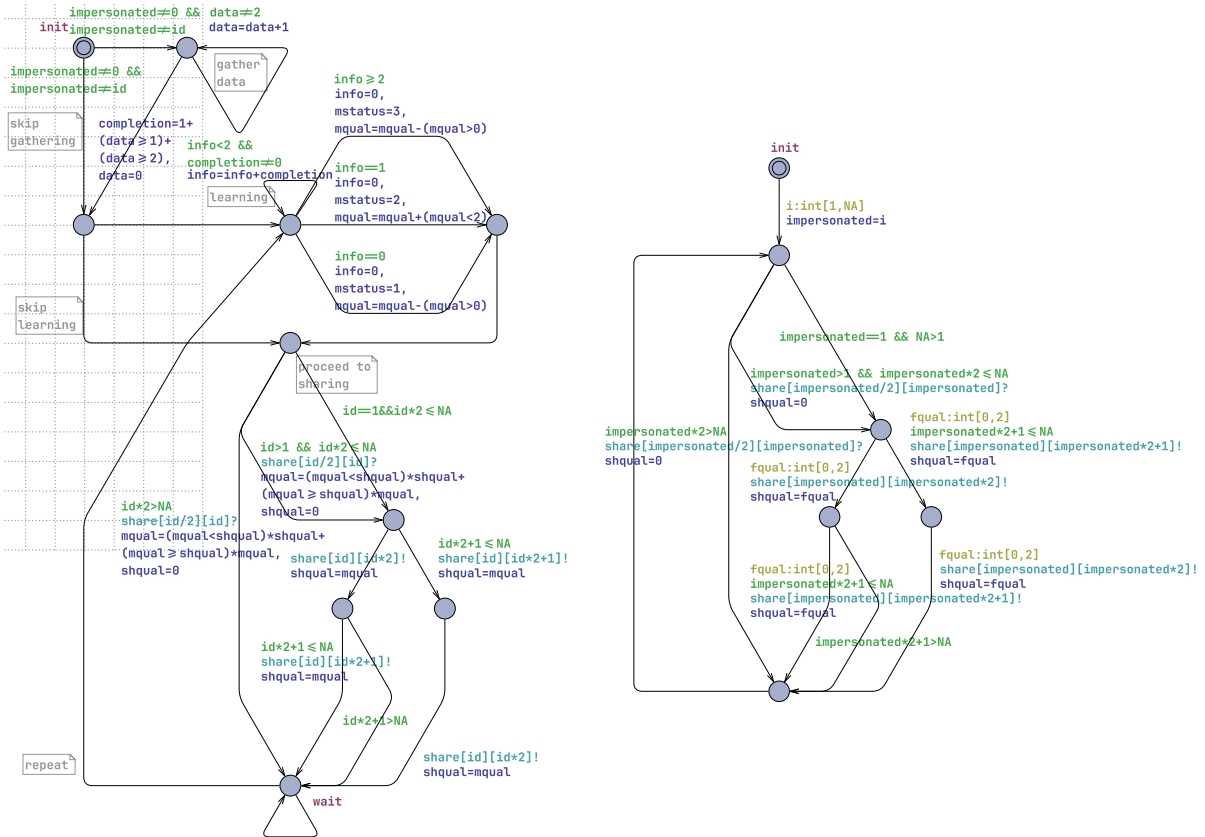 impersonated≠0 && data≠2
impersonated≠id
data=data+1
init
gather
data
impersonated≠0 &&
impersonated≠id
skip
gathering
completion=1+
(data≥1)+
(data≥2),
data=0
info<2 &&
completion≠0
info=info+completion
learning
info≥2
info=0,
mstatus=3,
mqual=mqual-(mqual>0)
info==1
info=0,
mstatus=2,
mqual=mqual+(mqual<2)
info==0
info=0,
mstatus=1,
mqual=mqual-(mqual>0)
skip
learning
proceed to
sharing
id==1&&id*2≤NA
id>1 && id*2≤NA
share[id/2][id]?
mqual=(mqual<shqual)*shqual+
(mqual≥shqual)*mqual,
shqual=0
id*2>NA
share[id/2][id]?
mqual=(mqual<shqual)*shqual+
(mqual≥shqual)*mqual,
shqual=0
share[id][id*2]!
shqual=mqual
id*2+1≤NA
share[id][id*2+1]!
shqual=mqual
id*2+1≤NA
share[id][id*2+1]!
shqual=mqual
id*2+1>NA
share[id][id*2]!
shqual=mqual
repeat
wait
init
i:int[1,NA]
impersonated=i
impersonated==1 && NA>1
impersonated>1 && impersonated*2≤NA
share[impersonated/2][impersonated]?
shqual=0
impersonated*2>NA
share[impersonated/2][impersonated]?
shqual=0
fqual:int[0,2]
impersonated*2+1≤NA
share[impersonated][impersonated*2+1]!
shqual=fqual
fqual:int[0,2]
share[impersonated][impersonated*2]!
shqual=fqual
fqual:int[0,2]
share[impersonated][impersonated*2]!
shqual=fqual
fqual:int[0,2]
impersonated*2+1≤NA
share[impersonated][impersonated*2+1]!
shqual=fqual
impersonated*2+1>NA